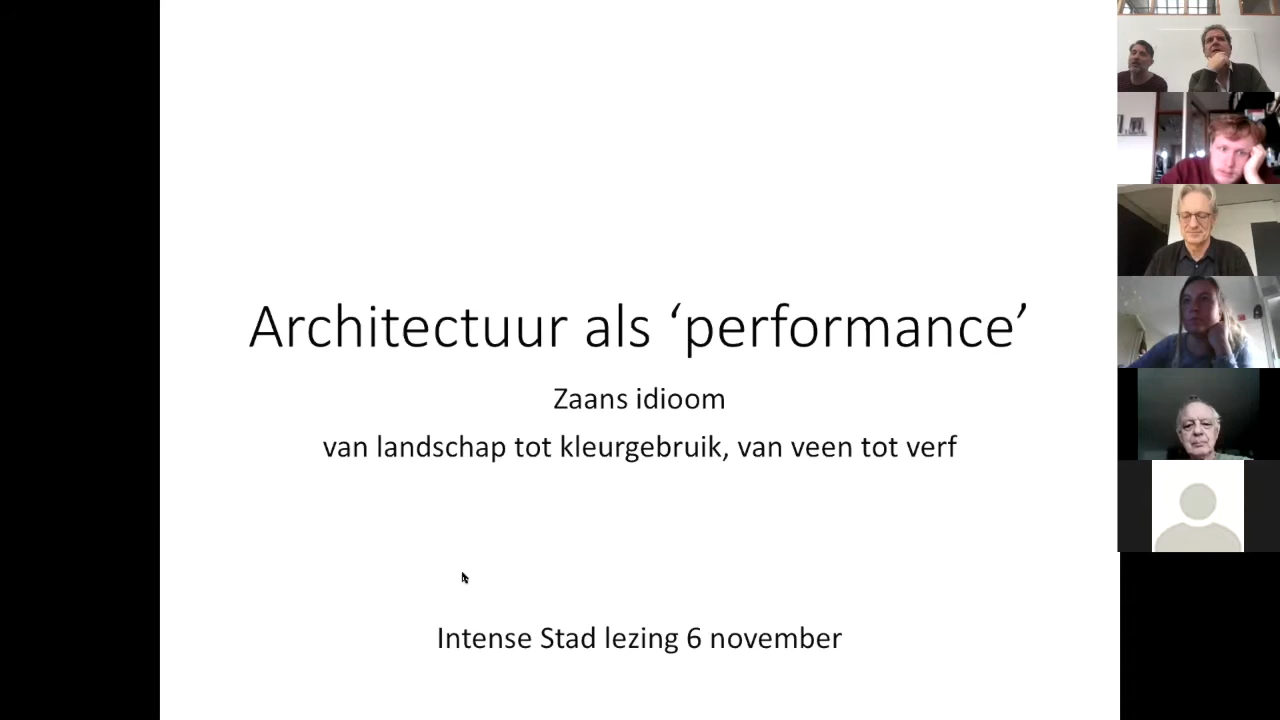 Architectuur als ‘performance’
Zaans idioom
van landschap tot kleurgebruik, van veen tot verf
Intense Stad lezing 6 november